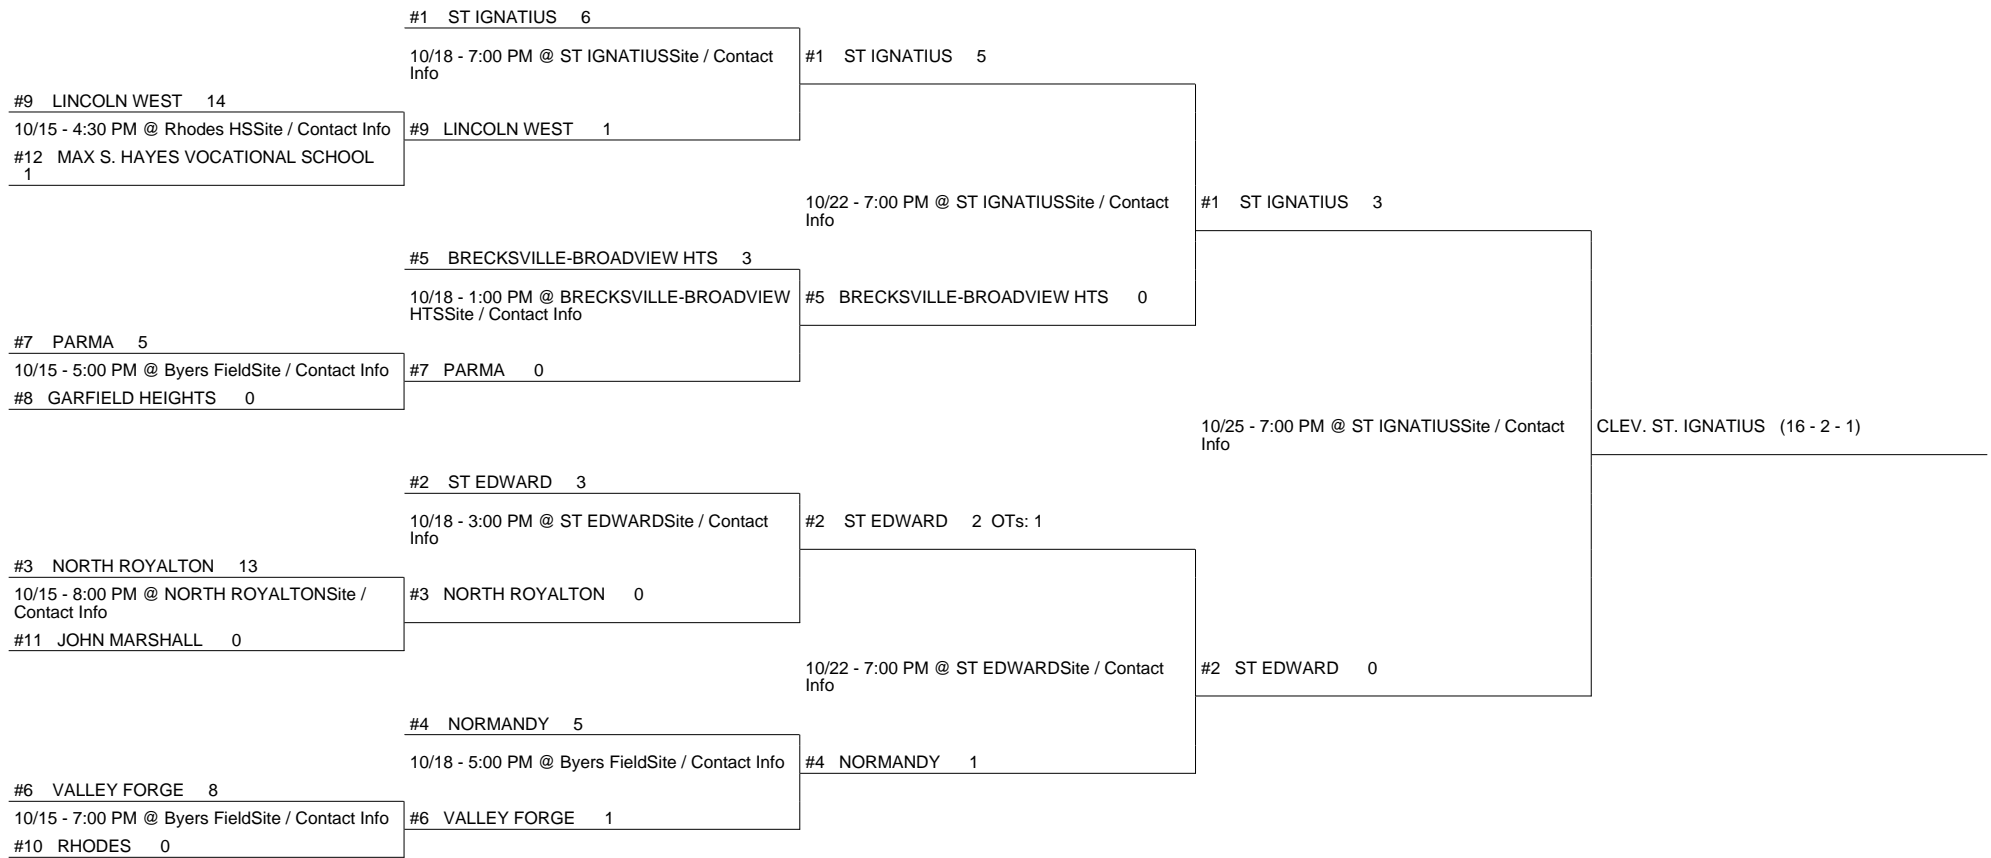 #1 ST IGNATIUS 6
10/18 - 7:00 PM @ ST IGNATIUSSite / Contact
Info
#1 ST IGNATIUS 5
#9 LINCOLN WEST 14
10/15 - 4:30 PM @ Rhodes HSSite / Contact Info
#9 LINCOLN WEST 1
#12 MAX S. HAYES VOCATIONAL SCHOOL
1
10/22 - 7:00 PM @ ST IGNATIUSSite / Contact
Info
#1 ST IGNATIUS 3
#5 BRECKSVILLE-BROADVIEW HTS 3
10/18 - 1:00 PM @ BRECKSVILLE-BROADVIEW
HTSSite / Contact Info
#5 BRECKSVILLE-BROADVIEW HTS 0
#7 PARMA 5
10/15 - 5:00 PM @ Byers FieldSite / Contact Info
#7 PARMA 0
#8 GARFIELD HEIGHTS 0
10/25 - 7:00 PM @ ST IGNATIUSSite / Contact
Info
CLEV. ST. IGNATIUS (16 - 2 - 1)
#2 ST EDWARD 3
10/18 - 3:00 PM @ ST EDWARDSite / Contact
Info
#2 ST EDWARD 2 OTs: 1
#3 NORTH ROYALTON 13
10/15 - 8:00 PM @ NORTH ROYALTONSite /
Contact Info
#3 NORTH ROYALTON 0
#11 JOHN MARSHALL 0
10/22 - 7:00 PM @ ST EDWARDSite / Contact
Info
#2 ST EDWARD 0
#4 NORMANDY 5
10/18 - 5:00 PM @ Byers FieldSite / Contact Info
#4 NORMANDY 1
#6 VALLEY FORGE 8
10/15 - 7:00 PM @ Byers FieldSite / Contact Info
#6 VALLEY FORGE 1
#10 RHODES 0